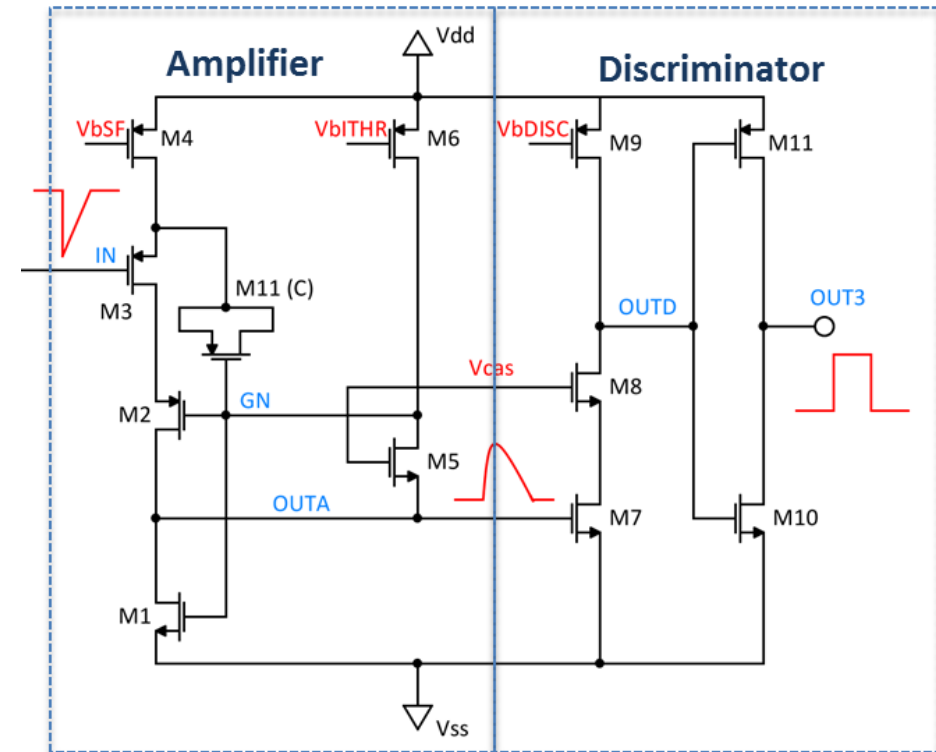 Vdd
Amplifier
Discriminator
VbSF
M4
VbITHR
M6
VbDISC
M9
M11
IN
M3
M11 (C)
OUTD
OUT3
Vcas
M8
M2
GN
M5
OUTA
M7
M10
M1
Vss